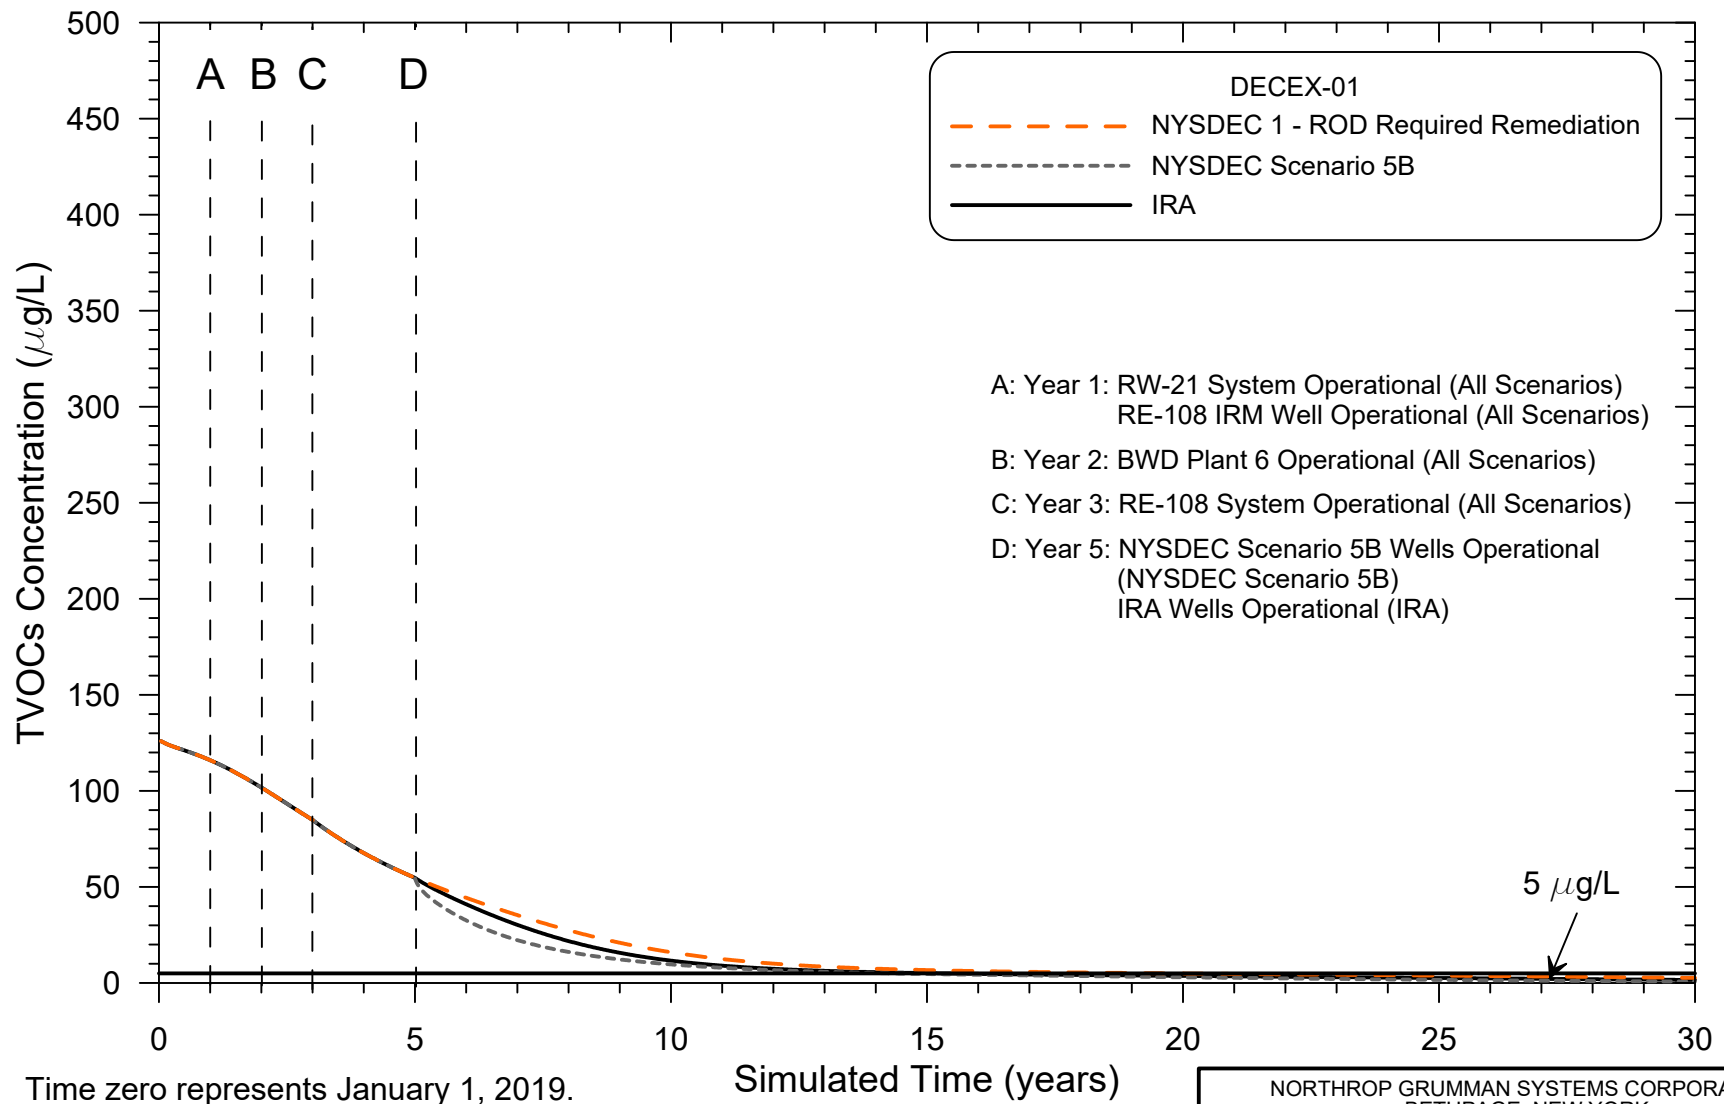 500
450
400
350
300
250
200
150
100
50
0
TVOCs Concentration (μg/L)
A B C D
DECEX-01
NYSDEC 1 - ROD Required Remediation
NYSDEC Scenario 5B
IRA
A: Year 1: RW-21 System Operational (All Scenarios)
RE-108 IRM Well Operational (All Scenarios)
B: Year 2: BWD Plant 6 Operational (All Scenarios)
C: Year 3: RE-108 System Operational (All Scenarios)
D: Year 5: NYSDEC Scenario 5B Wells Operational
(NYSDEC Scenario 5B)
IRA Wells Operational (IRA)
5 μg/L
0 5 10 15 20 25 30
Simulated Time (years)
Time zero represents January 1, 2019.
NORTHROP GRUMMAN SYSTEMS CORPORA